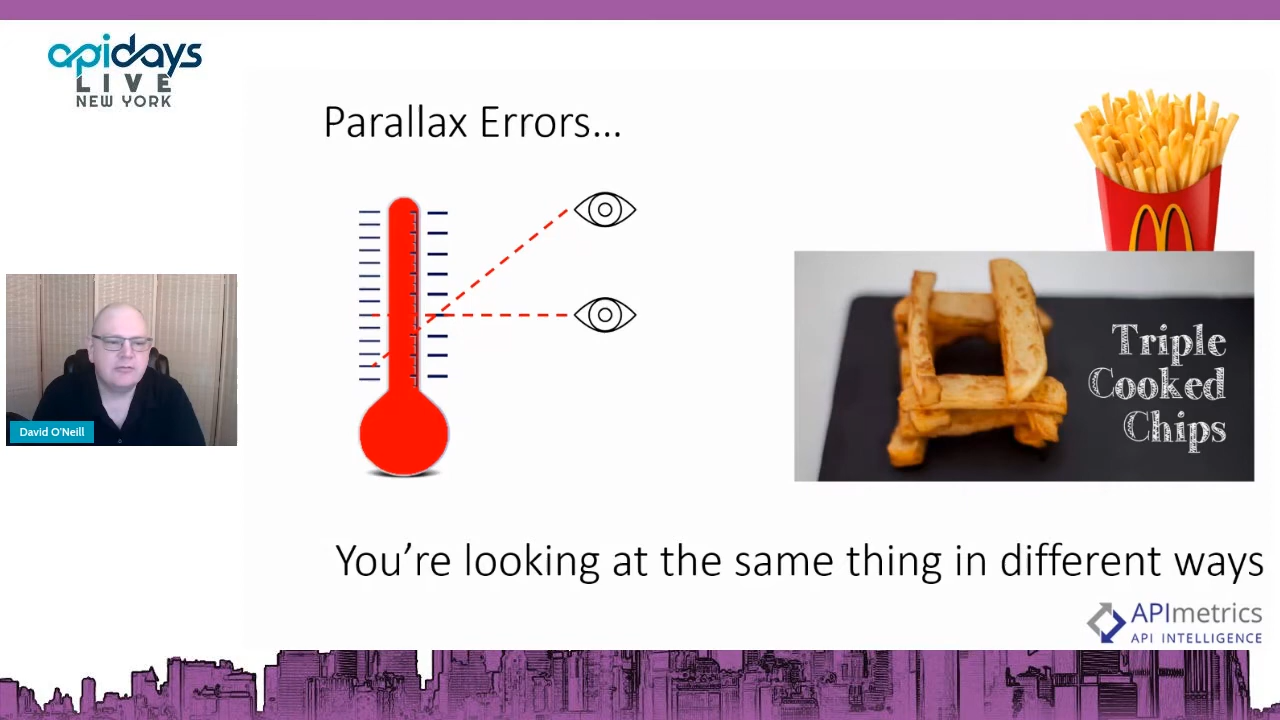 apidays
LIVE
NEW YORK
Parallax Errors...
Triple
Cooked
Chips
David O'Neill
You're looking at the same thing in different ways
APImetrics
API INTELLIGENCE